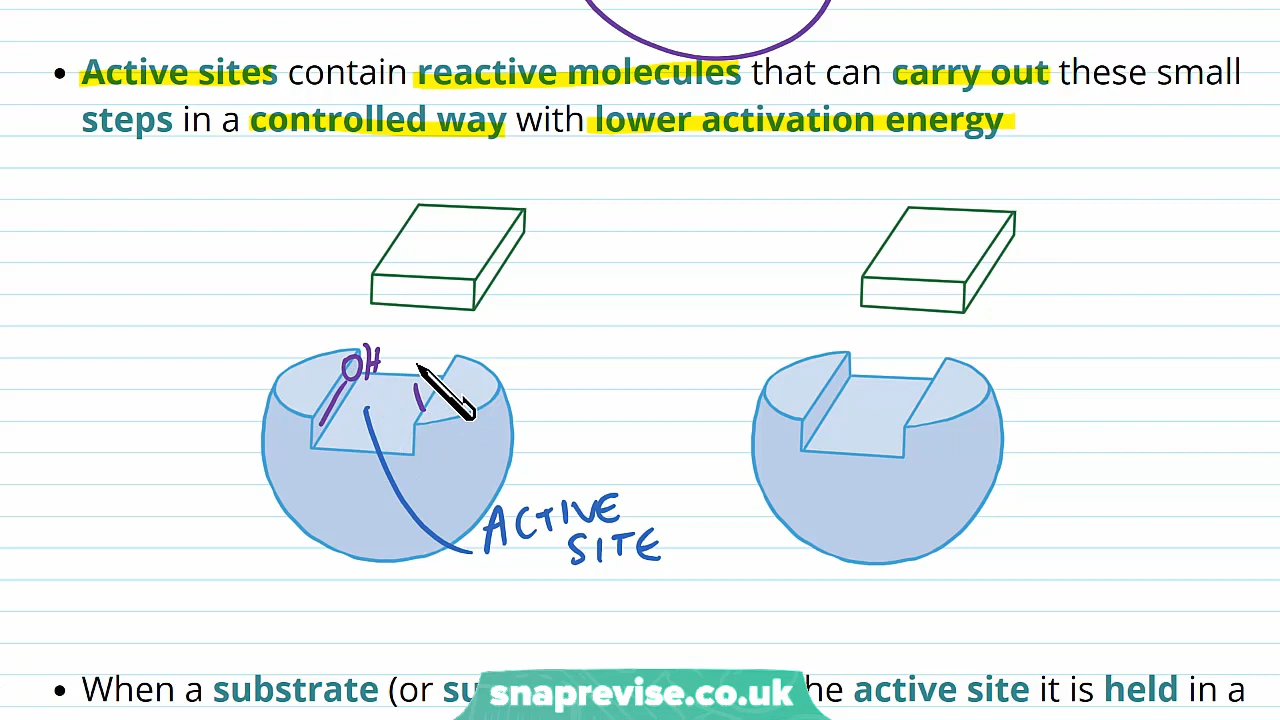 • Active sites contain reactive molecules that can carry out these small
steps in a controlled way with lower activation energy
OH
ACTIVE
SITE
• When a substrate (or su he active site it is held in a
snaprevise.co.uk